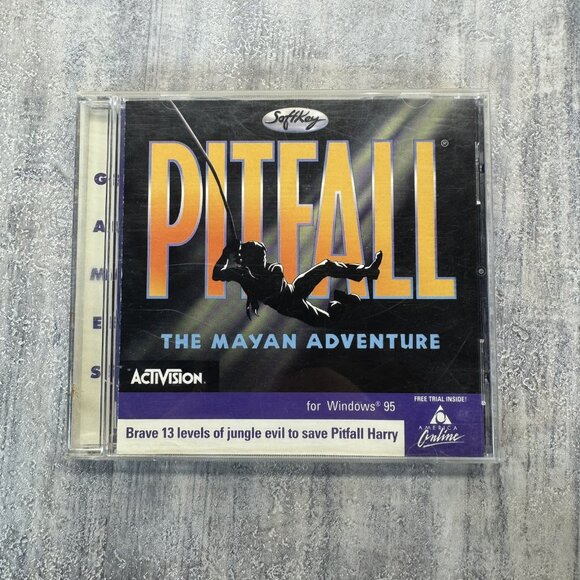 SoftKey
PITFALL®
THE MAYAN ADVENTURE
ACTIVISION.
for Windows® 95
FREE TRIAL INSIDE!
AMERICA
Online
Brave 13 levels of jungle evil to save Pitfall Harry
G
A
M
E
S